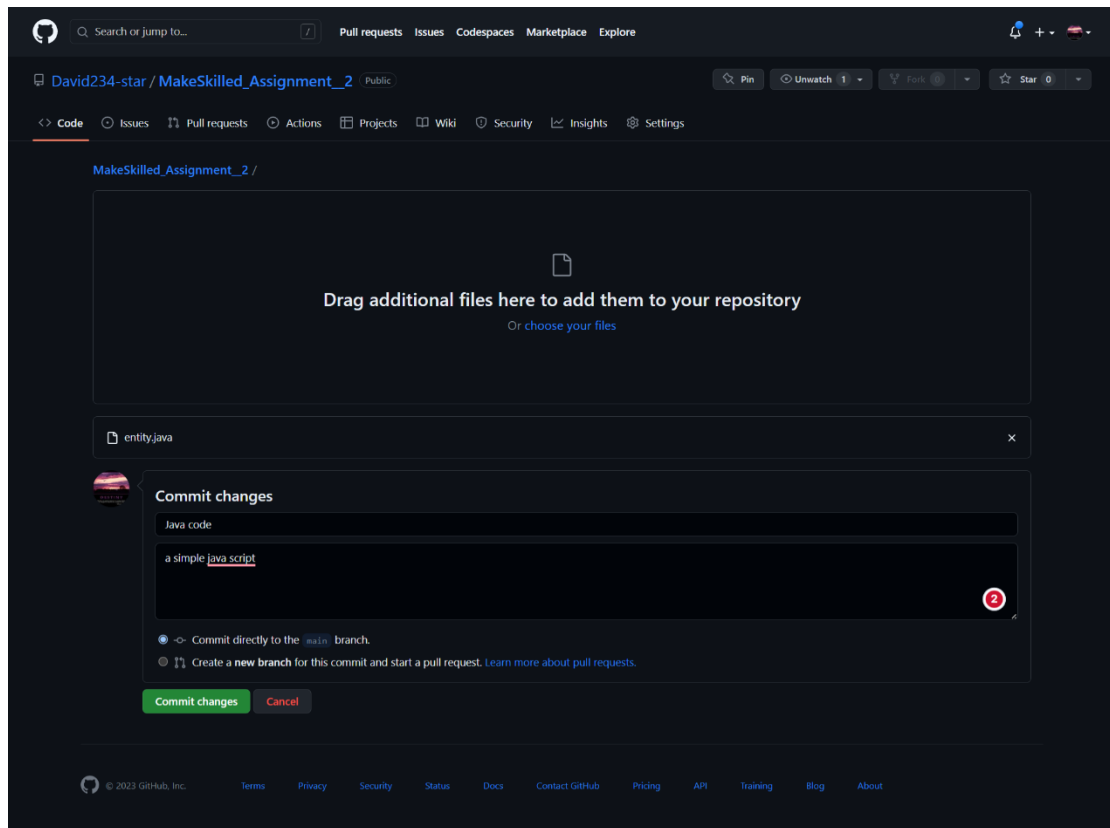 Search or jump to... / Pull requests Issues Codespaces Marketplace Explore
David234-star / MakeSkilled_Assignment__2 Public Pin Unwatch 1 Fork 0 Star 0
<> Code Issues Pull requests Actions Projects Wiki Security Insights Settings
MakeSkilled_Assignment__2 /
Drag additional files here to add them to your repository
Or choose your files
entity.java
Commit changes
Java code
a simple java script
2
Commit directly to the main branch.
Create a new branch for this commit and start a pull request. Learn more about pull requests.
Commit changes Cancel
© 2023 GitHub, Inc. Terms Privacy Security Status Docs Contact GitHub Pricing API Training Blog About